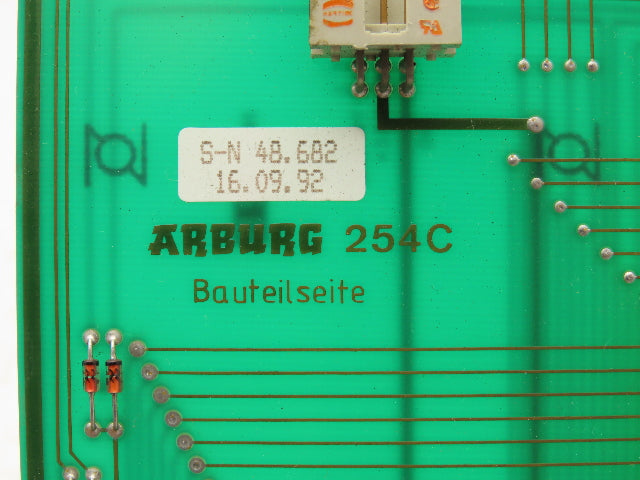 S-N 48.682
16.09.92
ARBURG 254C
Bauteilseite